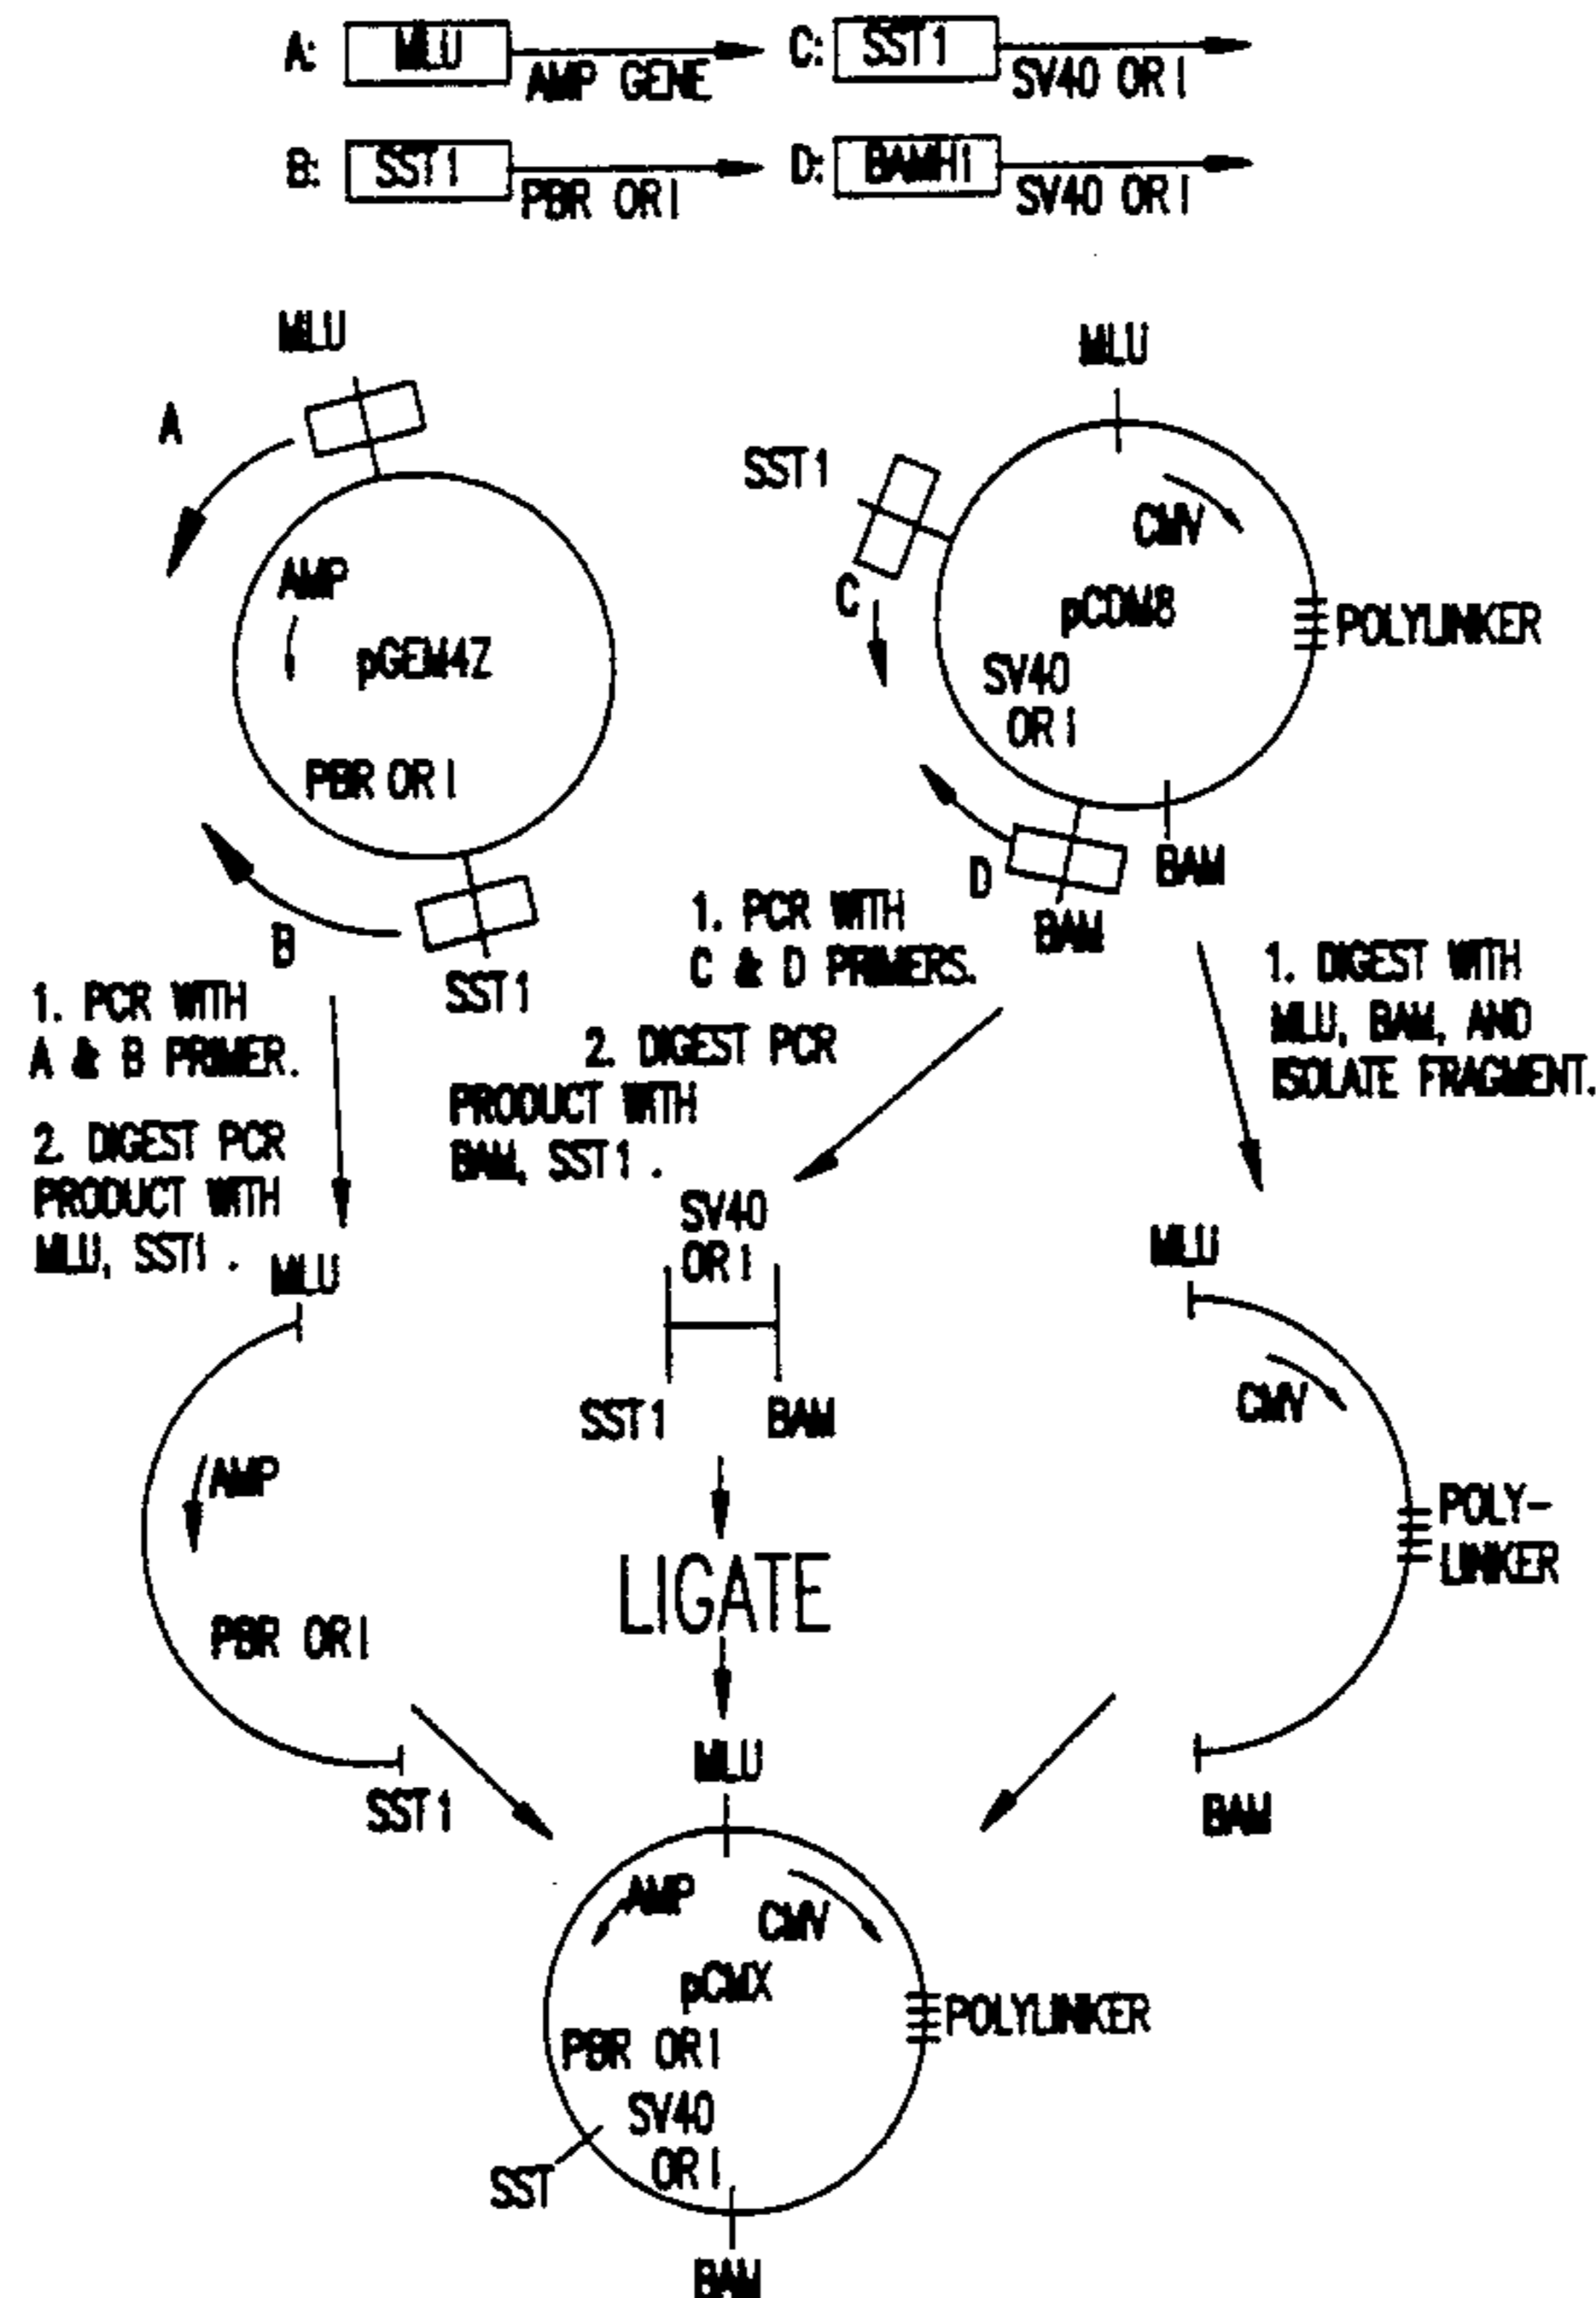 A: MLU AMP GENE
C: SST1 SV40 ORI
B: SST1 PBR ORI
D: BAMH1 SV40 ORI
MLU
A
AMP
pGEM4Z
PBR ORI
B
SST1
MLU
SST1
CMV
C
pCDM8
POLYLINKER
SV40
ORI
D
BAM
BAM
1. PCR WITH
A & B PRIMER.
2. DIGEST PCR
PRODUCT WITH
MLU, SST1.
1. PCR WITH
C & D PRIMERS.
2. DIGEST PCR
PRODUCT WITH
BAM, SST1.
1. DIGEST WITH
MLU, BAM, AND
ISOLATE FRAGMENT.
MLU
AMP
PBR ORI
SST1
SV40
ORI
SST1 BAM
LIGATE
MLU
CMV
POLY-
LINKER
BAM
MLU
AMP
CMV
pCMX
PBR ORI
POLYLINKER
SV40
ORI
SST
BAM